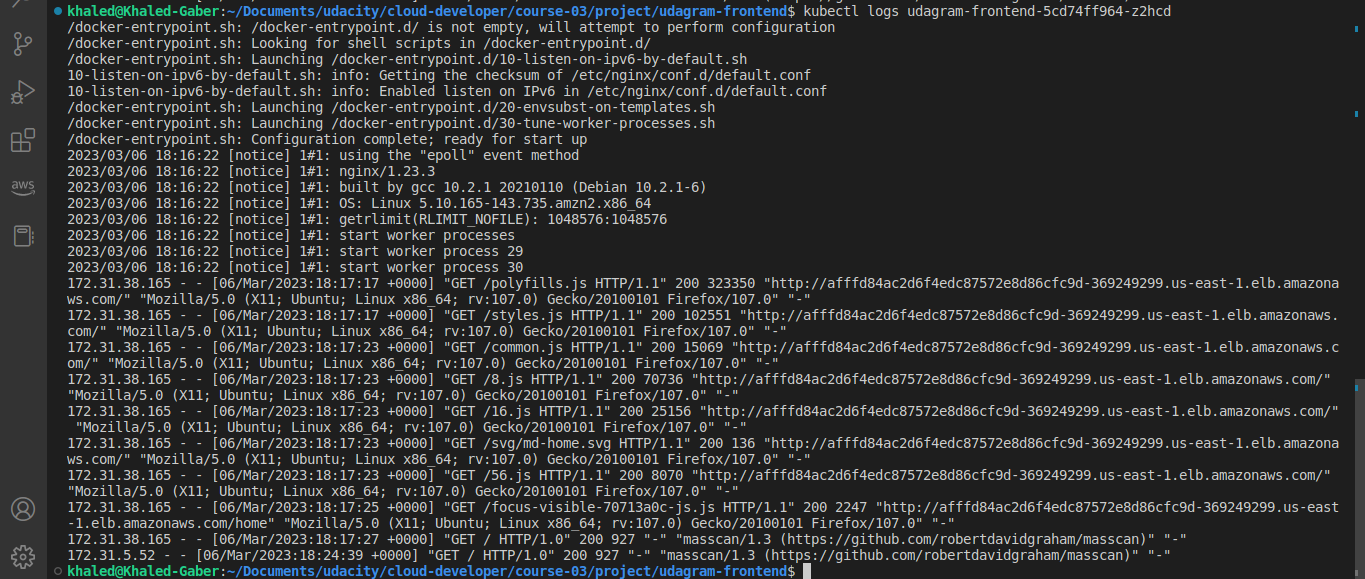 khaled@Khaled-Gaber:~/Documents/udacity/cloud-developer/course-03/project/udagram-frontend$ kubectl logs udagram-frontend-5cd74ff964-z2hcd
/docker-entrypoint.sh: /docker-entrypoint.d/ is not empty, will attempt to perform configuration
/docker-entrypoint.sh: Looking for shell scripts in /docker-entrypoint.d/
/docker-entrypoint.sh: Launching /docker-entrypoint.d/10-listen-on-ipv6-by-default.sh
10-listen-on-ipv6-by-default.sh: info: Getting the checksum of /etc/nginx/conf.d/default.conf
10-listen-on-ipv6-by-default.sh: info: Enabled listen on IPv6 in /etc/nginx/conf.d/default.conf
/docker-entrypoint.sh: Launching /docker-entrypoint.d/20-envsubst-on-templates.sh
/docker-entrypoint.sh: Launching /docker-entrypoint.d/30-tune-worker-processes.sh
/docker-entrypoint.sh: Configuration complete; ready for start up
2023/03/06 18:16:22 [notice] 1#1: using the "epoll" event method
2023/03/06 18:16:22 [notice] 1#1: nginx/1.23.3
aws
2023/03/06 18:16:22 [notice] 1#1: built by gcc 10.2.1 20210110 (Debian 10.2.1-6)
2023/03/06 18:16:22 [notice] 1#1: OS: Linux 5.10.165-143.735.amzn2.x86_64
2023/03/06 18:16:22 [notice] 1#1: getrlimit(RLIMIT_NOFILE): 1048576:1048576
2023/03/06 18:16:22 [notice] 1#1: start worker processes
2023/03/06 18:16:22 [notice] 1#1: start worker process 29
2023/03/06 18:16:22 [notice] 1#1: start worker process 30
172.31.38.165 - - [06/Mar/2023:18:17:17 +0000] "GET /polyfills.js HTTP/1.1" 200 323350 "http://afffd84ac2d6f4edc87572e8d86cfc9d-369249299.us-east-1.elb.amazona
ws.com/" "Mozilla/5.0 (X11; Ubuntu; Linux x86_64; rv:107.0) Gecko/20100101 Firefox/107.0" "-"
172.31.38.165 - - [06/Mar/2023:18:17:17 +0000] "GET /styles.js HTTP/1.1" 200 102551 "http://afffd84ac2d6f4edc87572e8d86cfc9d-369249299.us-east-1.elb.amazonaws.
com/" "Mozilla/5.0 (X11; Ubuntu; Linux x86_64; rv:107.0) Gecko/20100101 Firefox/107.0" "-"
172.31.38.165 - - [06/Mar/2023:18:17:23 +0000] "GET /common.js HTTP/1.1" 200 15069 "http://afffd84ac2d6f4edc87572e8d86cfc9d-369249299.us-east-1.elb.amazonaws.c
om/" "Mozilla/5.0 (X11; Ubuntu; Linux x86_64; rv:107.0) Gecko/20100101 Firefox/107.0" "-"
172.31.38.165 - - [06/Mar/2023:18:17:23 +0000] "GET /8.js HTTP/1.1" 200 70736 "http://afffd84ac2d6f4edc87572e8d86cfc9d-369249299.us-east-1.elb.amazonaws.com/"
"Mozilla/5.0 (X11; Ubuntu; Linux x86_64; rv:107.0) Gecko/20100101 Firefox/107.0" "-"
172.31.38.165 - - [06/Mar/2023:18:17:23 +0000] "GET /16.js HTTP/1.1" 200 25156 "http://afffd84ac2d6f4edc87572e8d86cfc9d-369249299.us-east-1.elb.amazonaws.com/"
"Mozilla/5.0 (X11; Ubuntu; Linux x86_64; rv:107.0) Gecko/20100101 Firefox/107.0" "-"
172.31.38.165 - - [06/Mar/2023:18:17:23 +0000] "GET /svg/md-home.svg HTTP/1.1" 200 136 "http://afffd84ac2d6f4edc87572e8d86cfc9d-369249299.us-east-1.elb.amazona
ws.com/" "Mozilla/5.0 (X11; Ubuntu; Linux x86_64; rv:107.0) Gecko/20100101 Firefox/107.0" "-"
172.31.38.165 - - [06/Mar/2023:18:17:23 +0000] "GET /56.js HTTP/1.1" 200 8070 "http://afffd84ac2d6f4edc87572e8d86cfc9d-369249299.us-east-1.elb.amazonaws.com/"
"Mozilla/5.0 (X11; Ubuntu; Linux x86_64; rv:107.0) Gecko/20100101 Firefox/107.0" "-"
172.31.38.165 - - [06/Mar/2023:18:17:25 +0000] "GET /focus-visible-70713a0c-js.js HTTP/1.1" 200 2247 "http://afffd84ac2d6f4edc87572e8d86cfc9d-369249299.us-east
-1.elb.amazonaws.com/home" "Mozilla/5.0 (X11; Ubuntu; Linux x86_64; rv:107.0) Gecko/20100101 Firefox/107.0" "-"
172.31.38.165 - - [06/Mar/2023:18:17:27 +0000] "GET / HTTP/1.0" 200 927 "-" "masscan/1.3 (https://github.com/robertdavidgraham/masscan)" "-"
172.31.5.52 - - [06/Mar/2023:18:24:39 +0000] "GET / HTTP/1.0" 200 927 "-" "masscan/1.3 (https://github.com/robertdavidgraham/masscan)" "-"
khaled@Khaled-Gaber:~/Documents/udacity/cloud-developer/course-03/project/udagram-frontend$